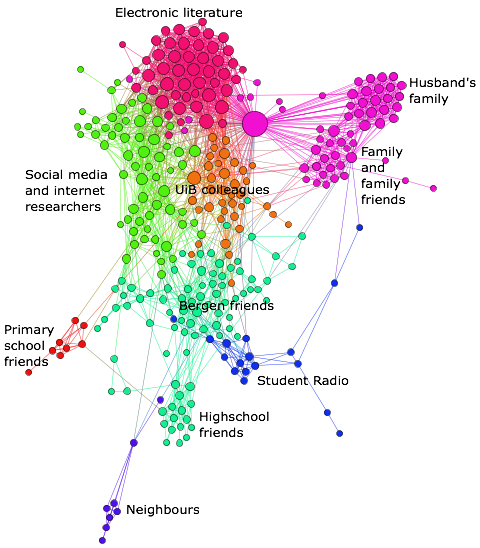 Electronic literature
Husband's
family
Family
and
family
friends
Social media
and internet
researchers
UiB colleagues
Bergen friends
Primary
school
friends
Student Radio
Highschool
friends
Neighbours